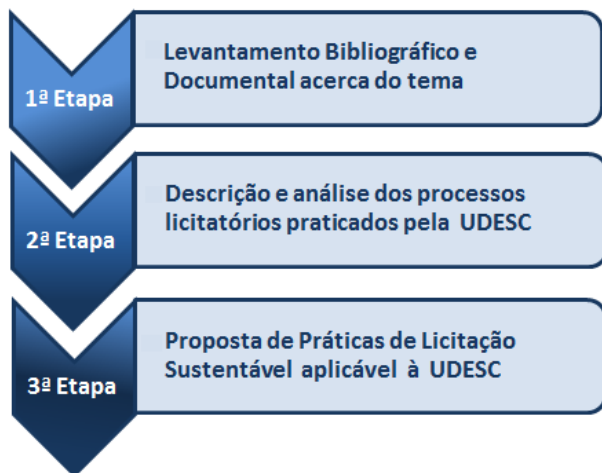 1ª Etapa
Levantamento Bibliográfico e
Documental acerca do tema
2ª Etapa
Descrição e análise dos processos
licitatórios praticados pela UDESC
3ª Etapa
Proposta de Práticas de Licitação
Sustentável aplicável à UDESC